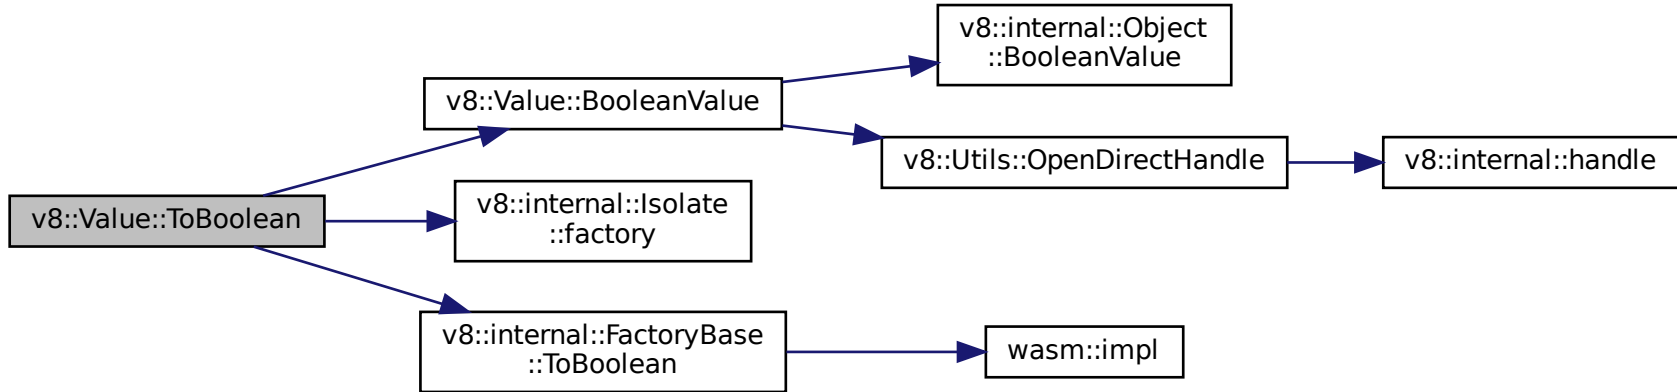 v8::internal::Object
::BooleanValue
v8::Value::BooleanValue
v8::Utils::OpenDirectHandle
v8::internal::handle
v8::Value::ToBoolean
v8::internal::Isolate
::factory
v8::internal::FactoryBase
::ToBoolean
wasm::impl